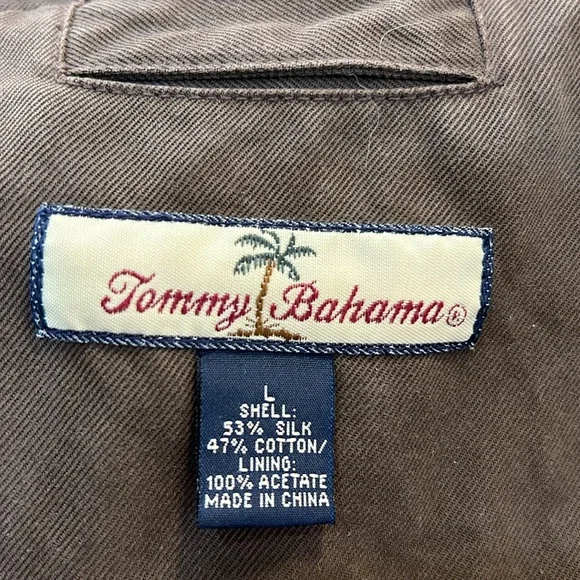 Tommy Bahama®
L
SHELL:
53% SILK
47% COTTON/
LINING:
100% ACETATE
MADE IN CHINA